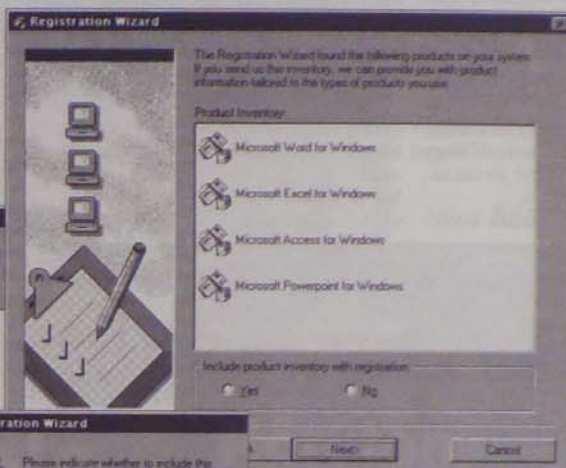 Registration Wizard
The Registration Wizard found the following products on your system.
If you send us this inventory, we can provide you with product
information tailored to the types of products you use.
Product Inventory:
Microsoft Word for Windows
Microsoft Excel for Windows
Microsoft Access for Windows
Microsoft Powerpoint for Windows
Include product inventory with registration
Yes
No
Next>
Cancel
ration Wizard
Please indicate whether to include this